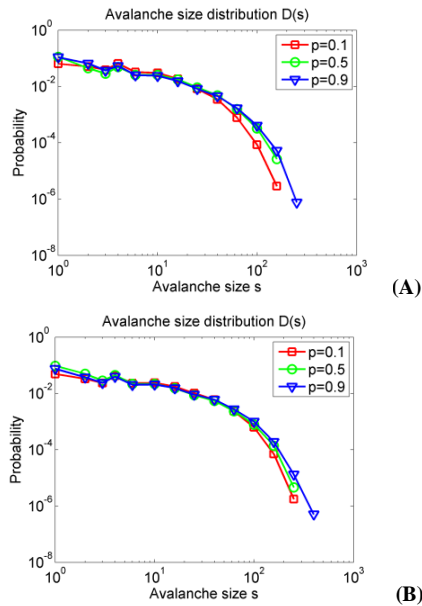 Avalanche size distribution D(s)
10^0
10^-2
10^-4
10^-6
10^-8
Probability
p=0.1
p=0.5
p=0.9
10^0 10^1 10^2 10^3
Avalanche size s
(A)
Avalanche size distribution D(s)
10^0
10^-2
10^-4
10^-6
10^-8
Probability
p=0.1
p=0.5
p=0.9
10^0 10^1 10^2 10^3
Avalanche size s
(B)